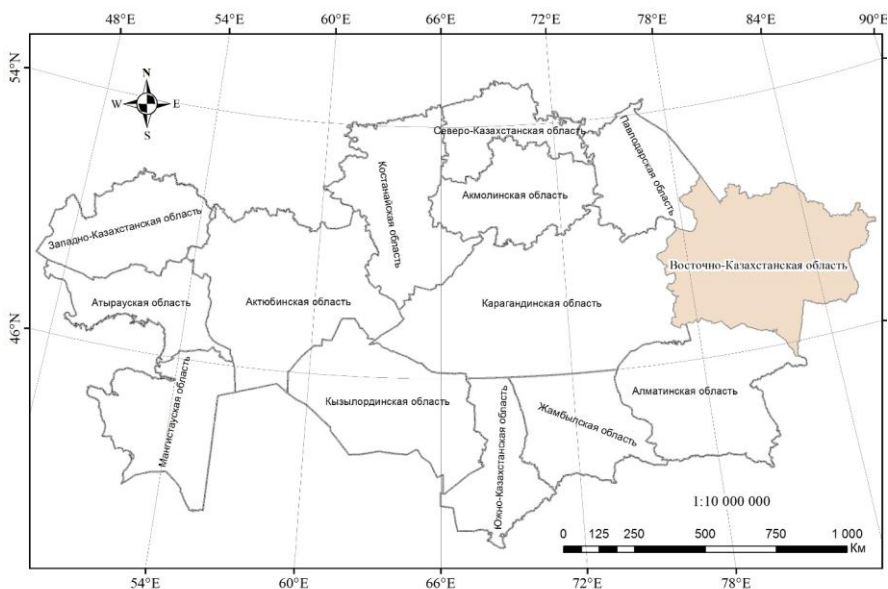 48°E 54°E 60°E 66°E 72°E 78°E 84°E 90°E
54°N
N
W E
S
Северо-Казахстанская область
Павлодарская область
Костанайская область
Акмолинская область
Западно-Казахстанская область
Восточно-Казахстанская область
Атырауская область
Актюбинская область
Карагандинская область
46°N
Мангистауская область
Кызылординская область
Южно-Казахстанская область
Жамбылская область
Алматинская область
1:10 000 000
0 125 250 500 750 1 000
Км
54°E 60°E 66°E 72°E 78°E